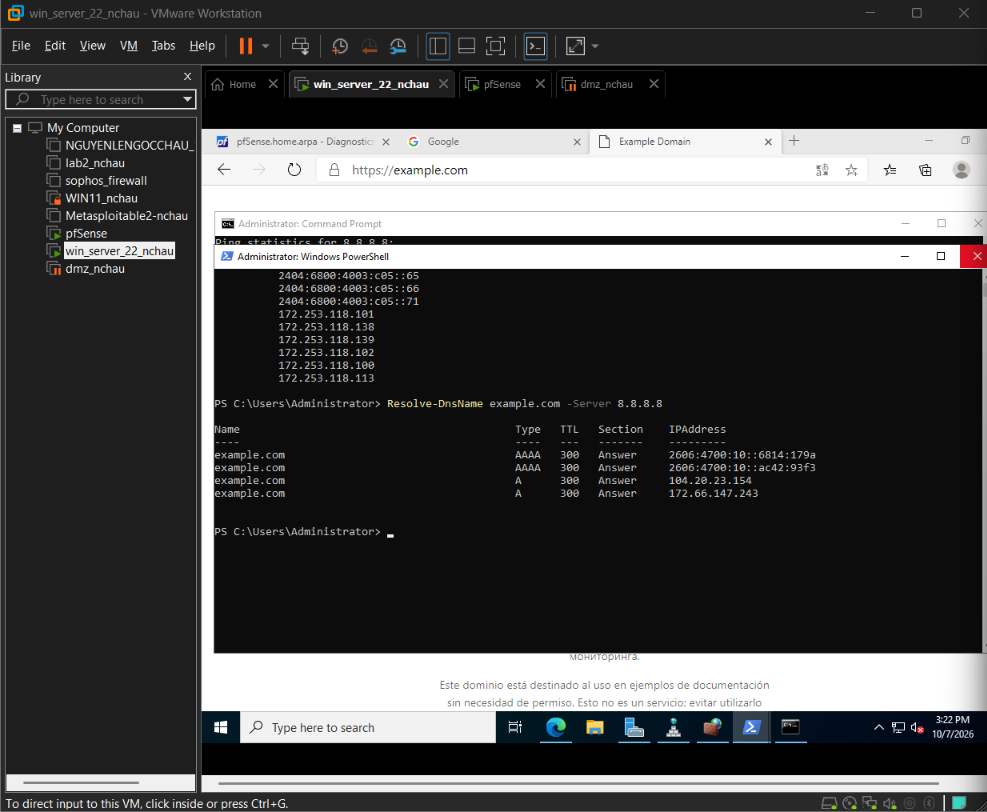 win_server_22_nchau - VMware Workstation
File Edit View VM Tabs Help
Library
Type here to search
My Computer
NGUYENLENGOCCHAU_
lab2_nchau
sophos_firewall
WIN11_nchau
Metasploitable2-nchau
pfSense
win_server_22_nchau
dmz_nchau
Home win_server_22_nchau pfSense dmz_nchau
pfSense.home.arpa - Diagnostics Google Example Domain
https://example.com
Administrator: Command Prompt
Ping statistics for 8.8.8.8:
Administrator: Windows PowerShell
2404:6800:4003:c05::65
2404:6800:4003:c05::66
2404:6800:4003:c05::71
172.253.118.101
172.253.118.138
172.253.118.139
172.253.118.102
172.253.118.100
172.253.118.113
PS C:\Users\Administrator> Resolve-DnsName example.com -Server 8.8.8.8
Name Type TTL Section IPAddress
---- ---- --- ------- ---------
example.com AAAA 300 Answer 2606:4700:10::6814:179a
example.com AAAA 300 Answer 2606:4700:10::ac42:93f3
example.com A 300 Answer 104.20.23.154
example.com A 300 Answer 172.66.147.243
PS C:\Users\Administrator>
мониторинга.
Este dominio está destinado al uso en ejemplos de documentación
sin necesidad de permiso. Esto no es un servicio; evitar utilizarlo
Type here to search
3:22 PM
10/7/2026
To direct input to this VM, click inside or press Ctrl+G.